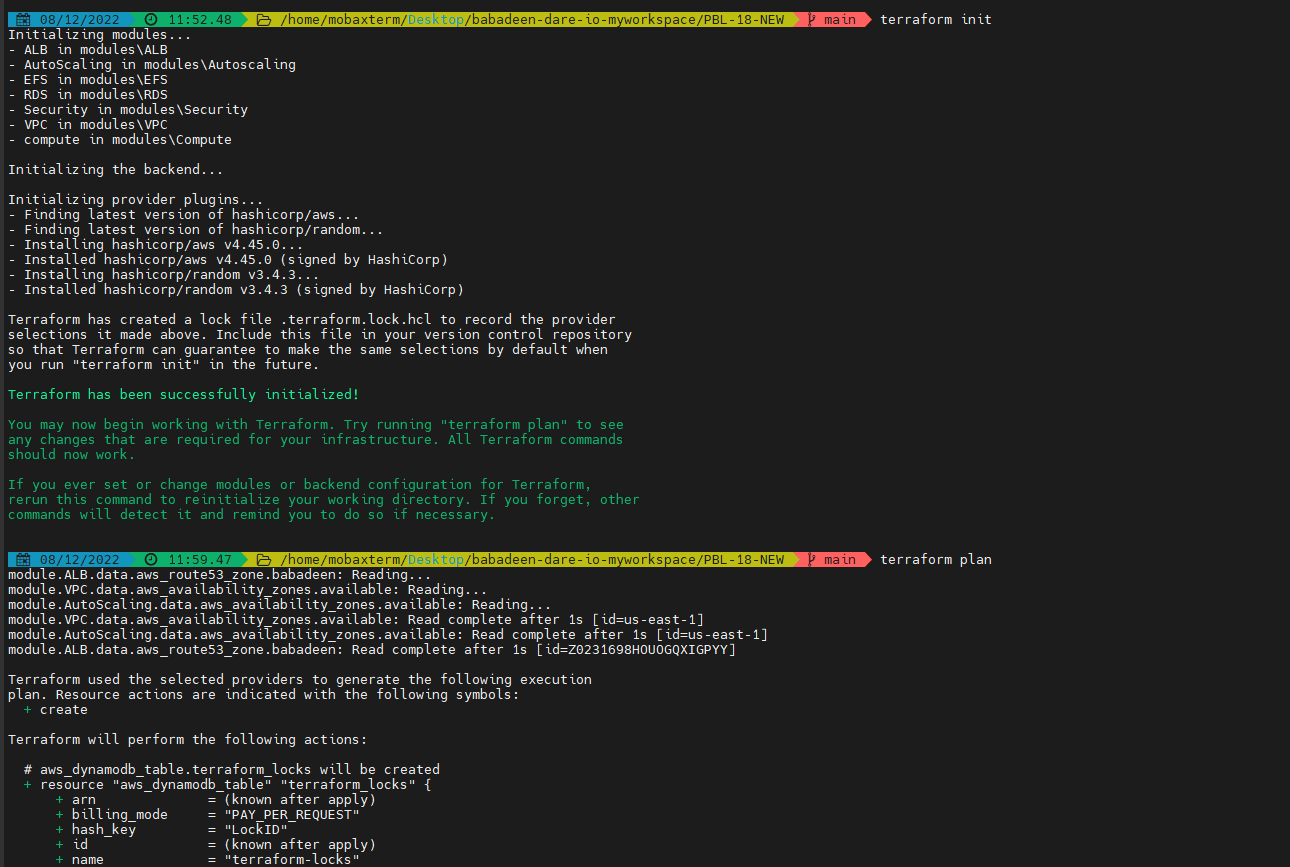 08/12/2022 11:52.48 /home/mobaxterm/Desktop/babadeen-dare-io-myworkspace/PBL-18-NEW main terraform init
Initializing modules...
- ALB in modules\ALB
- AutoScaling in modules\Autoscaling
- EFS in modules\EFS
- RDS in modules\RDS
- Security in modules\Security
- VPC in modules\VPC
- compute in modules\Compute
Initializing the backend...
Initializing provider plugins...
- Finding latest version of hashicorp/aws...
- Finding latest version of hashicorp/random...
- Installing hashicorp/aws v4.45.0...
- Installed hashicorp/aws v4.45.0 (signed by HashiCorp)
- Installing hashicorp/random v3.4.3...
- Installed hashicorp/random v3.4.3 (signed by HashiCorp)
Terraform has created a lock file .terraform.lock.hcl to record the provider
selections it made above. Include this file in your version control repository
so that Terraform can guarantee to make the same selections by default when
you run "terraform init" in the future.
Terraform has been successfully initialized!
You may now begin working with Terraform. Try running "terraform plan" to see
any changes that are required for your infrastructure. All Terraform commands
should now work.
If you ever set or change modules or backend configuration for Terraform,
rerun this command to reinitialize your working directory. If you forget, other
commands will detect it and remind you to do so if necessary.
08/12/2022 11:59.47 /home/mobaxterm/Desktop/babadeen-dare-io-myworkspace/PBL-18-NEW main terraform plan
module.ALB.data.aws_route53_zone.babadeen: Reading...
module.VPC.data.aws_availability_zones.available: Reading...
module.AutoScaling.data.aws_availability_zones.available: Reading...
module.VPC.data.aws_availability_zones.available: Read complete after 1s [id=us-east-1]
module.AutoScaling.data.aws_availability_zones.available: Read complete after 1s [id=us-east-1]
module.ALB.data.aws_route53_zone.babadeen: Read complete after 1s [id=Z0231698HOUOGQXIGPYY]
Terraform used the selected providers to generate the following execution
plan. Resource actions are indicated with the following symbols:
+ create
Terraform will perform the following actions:
# aws_dynamodb_table.terraform_locks will be created
+ resource "aws_dynamodb_table" "terraform_locks" {
+ arn = (known after apply)
+ billing_mode = "PAY_PER_REQUEST"
+ hash_key = "LockID"
+ id = (known after apply)
+ name = "terraform-locks"